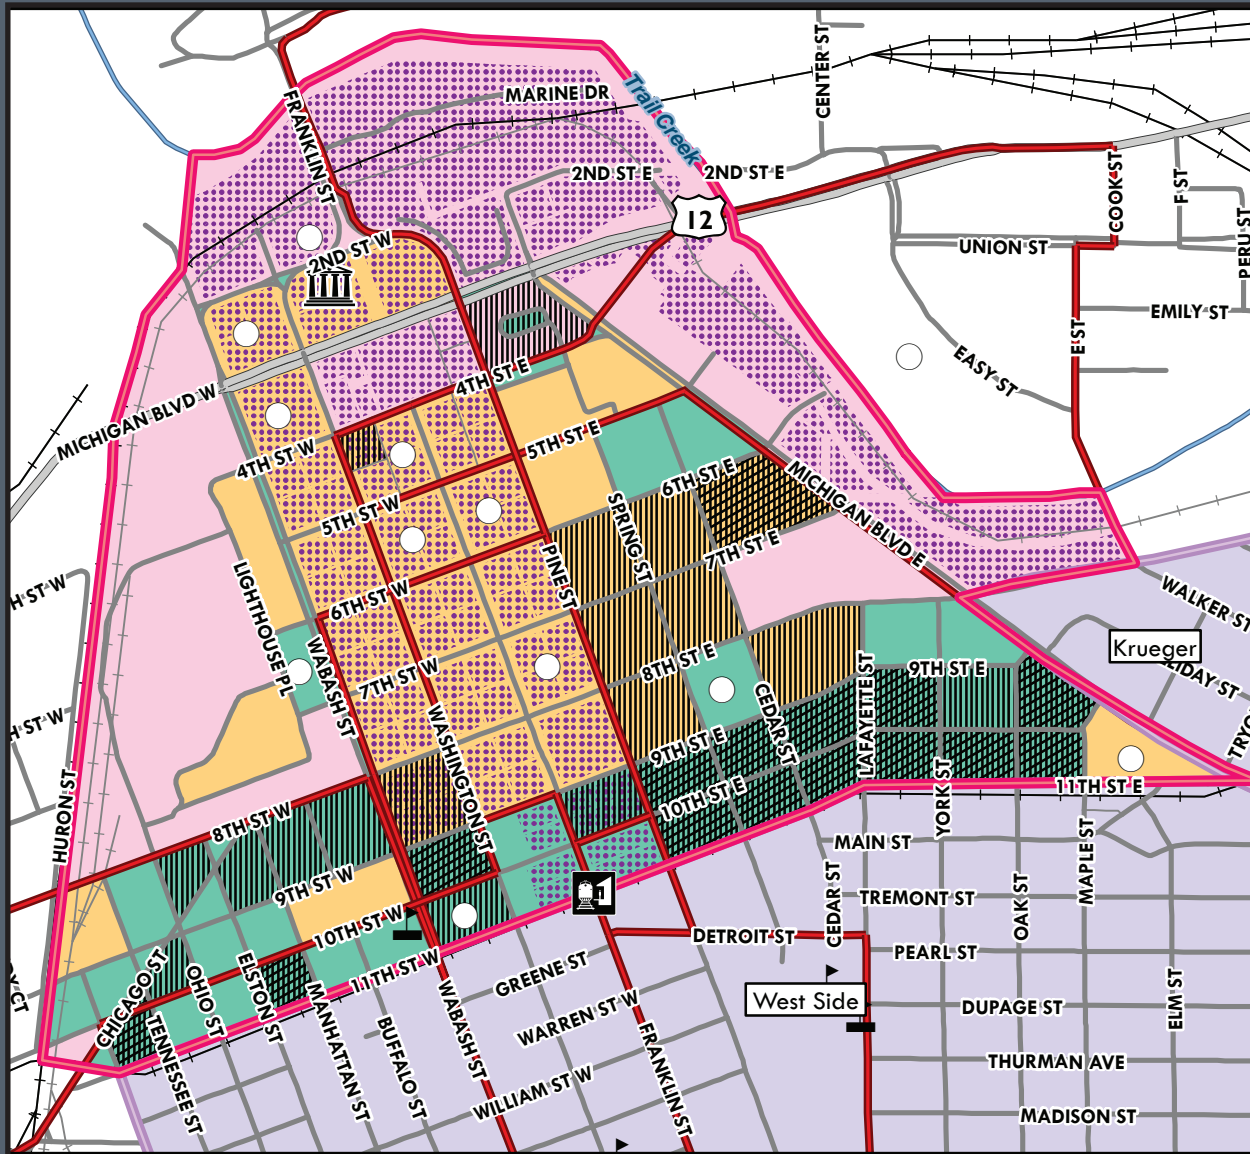 CENTER ST
MARINE DR
Trail Creek
FRANKLIN ST
2ND ST E
2ND ST E
COOK ST
F ST
PERU ST
12
2ND ST W
UNION ST
EMILY ST
E ST
EASY ST
4TH ST E
MICHIGAN BLVD W
5TH ST E
4TH ST W
6TH ST E
MICHIGAN BLVD E
5TH ST W
SPRING ST
7TH ST E
PINE ST
H ST W
LIGHTHOUSE PL
6TH ST W
WALKER ST
WABASH ST
Krueger
8TH ST E
LIDAY ST
7TH ST W
9TH ST E
LAFAYETTE ST
CEDAR ST
H ST W
WASHINGTON ST
9TH ST E
TRYO
10TH ST E
11TH ST E
HURON ST
8TH ST W
YORK ST
MAIN ST
MAPLE ST
9TH ST W
TREMONT ST
OAK ST
CEDAR ST
10TH ST W
DETROIT ST
PEARL ST
11TH ST W
GREENE ST
CHICAGO ST
OHIO ST
ELSTON ST
Y CT
West Side
DUPAGE ST
ELM ST
WARREN ST W
MANHATTAN ST
WABASH ST
BUFFALO ST
TENNESSEE ST
FRANKLIN ST
THURMAN AVE
WILLIAM ST W
MADISON ST